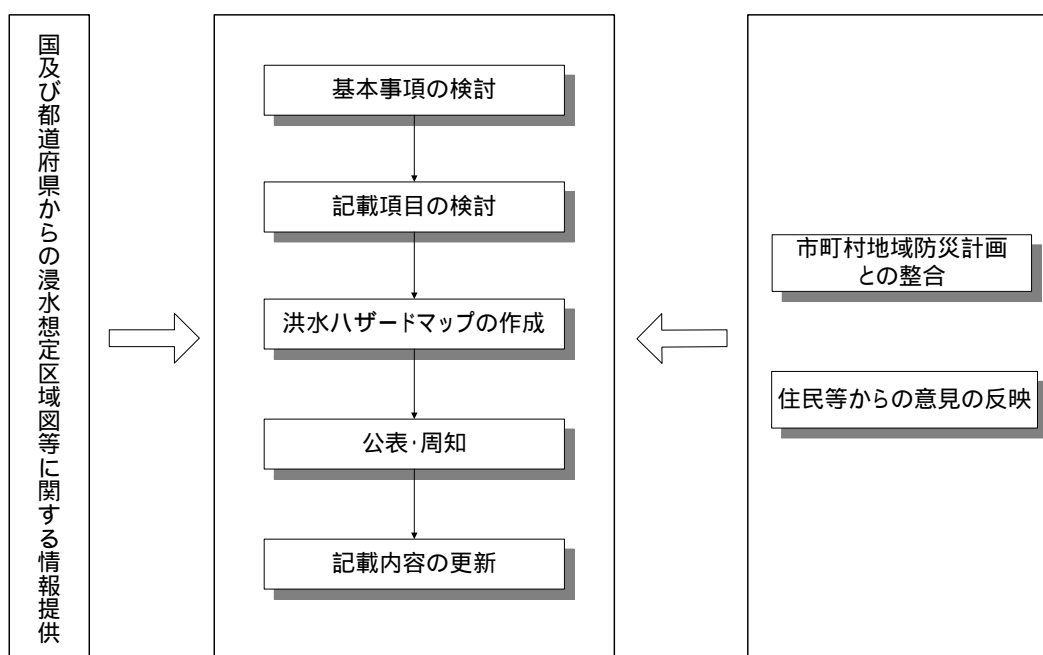 国及び都道府県からの浸水想定区域図等に関する情報提供
基本事項の検討
記載項目の検討
洪水ハザードマップの作成
公表・周知
記載内容の更新
市町村地域防災計画
との整合
住民等からの意見の反映